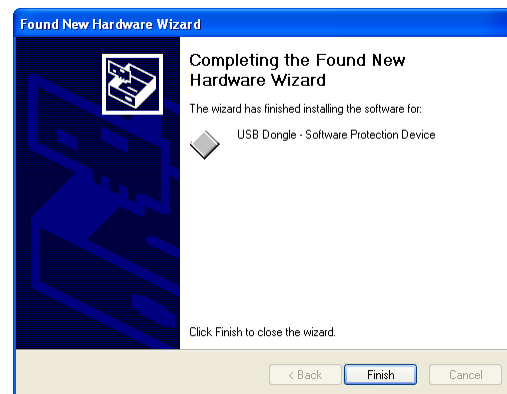 Found New Hardware Wizard
Completing the Found New
Hardware Wizard
The wizard has finished installing the software for:
USB Dongle - Software Protection Device
Click Finish to close the wizard.
< Back
Finish
Cancel